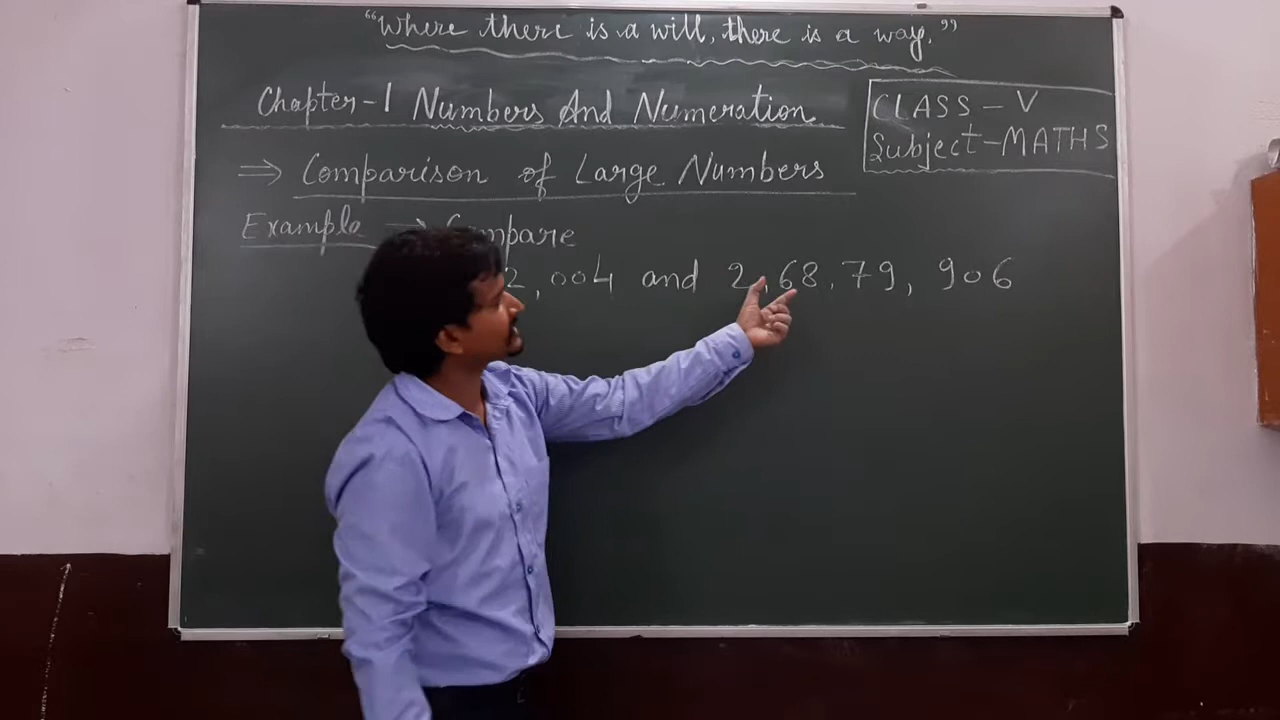 “Where there is a will, there is a way.”
Chapter-1 Numbers And Numeration
CLASS - V
Subject-MATHS
⇒ Comparison of Large Numbers
Example → Compare
2,004 and 2,68,79,906